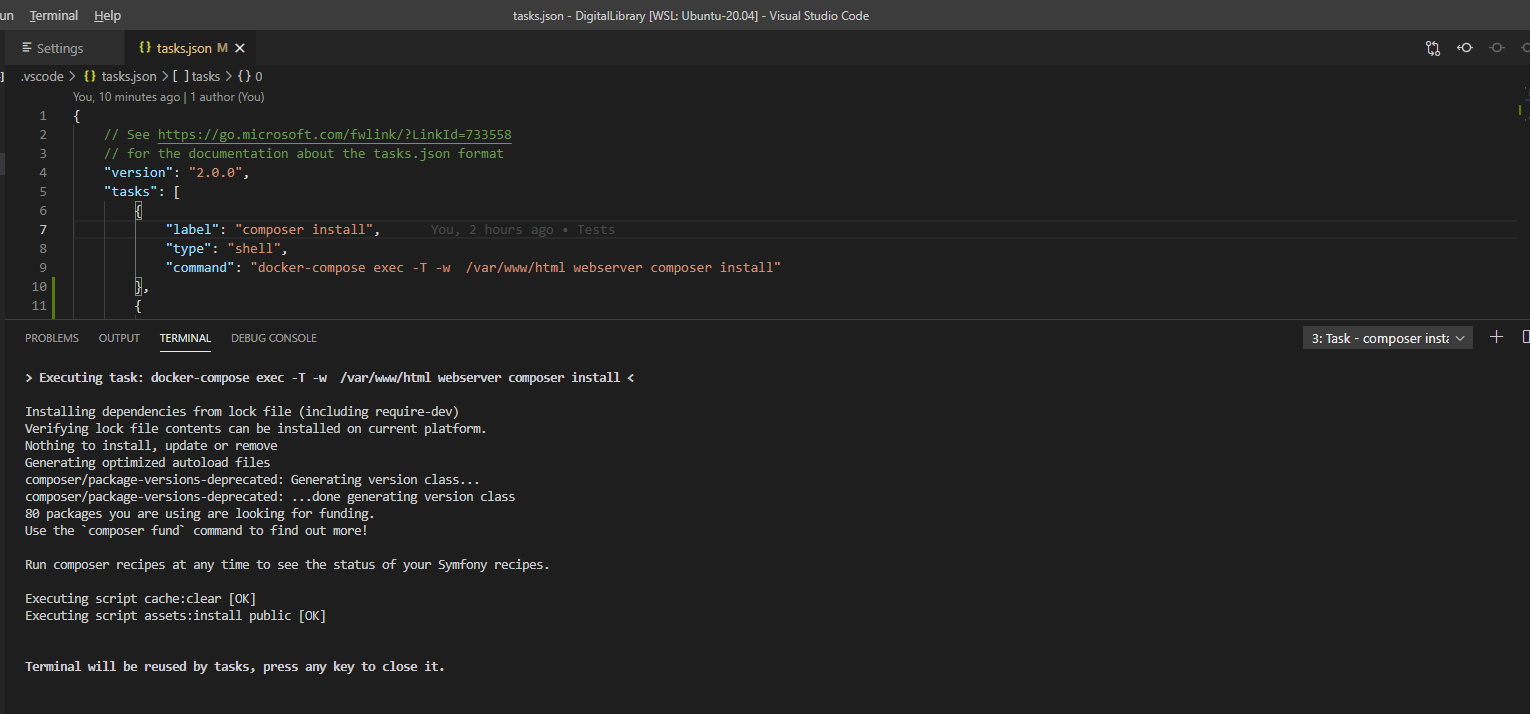 un Terminal Help tasks.json - DigitalLibrary [WSL: Ubuntu-20.04] - Visual Studio Code
Settings {} tasks.json M
.vscode > {} tasks.json > [ ] tasks > {} 0
You, 10 minutes ago | 1 author (You)
1 {
2 // See https://go.microsoft.com/fwlink/?LinkId=733558
3 // for the documentation about the tasks.json format
4 "version": "2.0.0",
5 "tasks": [
6 {
7 "label": "composer install", You, 2 hours ago • Tests
8 "type": "shell",
9 "command": "docker-compose exec -T -w  /var/www/html webserver composer install"
10 },
11 {
PROBLEMS OUTPUT TERMINAL DEBUG CONSOLE 3: Task - composer insta
> Executing task: docker-compose exec -T -w  /var/www/html webserver composer install <
Installing dependencies from lock file (including require-dev)
Verifying lock file contents can be installed on current platform.
Nothing to install, update or remove
Generating optimized autoload files
composer/package-versions-deprecated: Generating version class...
composer/package-versions-deprecated: ...done generating version class
80 packages you are using are looking for funding.
Use the `composer fund` command to find out more!
Run composer recipes at any time to see the status of your Symfony recipes.
Executing script cache:clear [OK]
Executing script assets:install public [OK]
Terminal will be reused by tasks, press any key to close it.